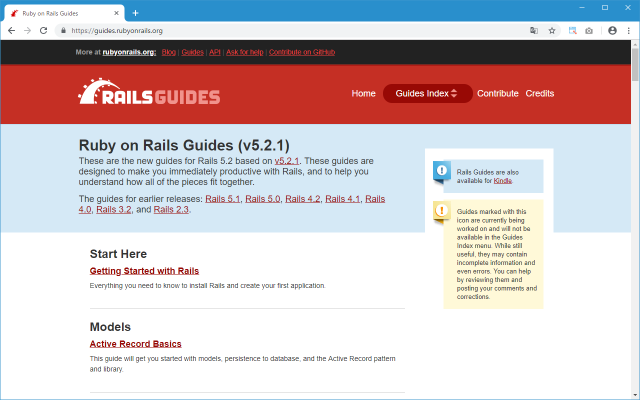 Ruby on Rails Guides
https://guides.rubyonrails.org
More at rubyonrails.org: Blog | Guides | API | Ask for help | Contribute on GitHub
RAILSGUIDES
Home Guides Index Contribute Credits
Ruby on Rails Guides (v5.2.1)
These are the new guides for Rails 5.2 based on v5.2.1. These guides are
designed to make you immediately productive with Rails, and to help you
understand how all of the pieces fit together.
The guides for earlier releases: Rails 5.1, Rails 5.0, Rails 4.2, Rails 4.1, Rails
4.0, Rails 3.2, and Rails 2.3.
Rails Guides are also
available for Kindle.
Guides marked with this
icon are currently being
worked on and will not be
available in the Guides
Index menu. While still
useful, they may contain
incomplete information and
even errors. You can help
by reviewing them and
posting your comments and
corrections.
Start Here
Getting Started with Rails
Everything you need to know to install Rails and create your first application.
Models
Active Record Basics
This guide will get you started with models, persistence to database, and the Active Record pattern
and library.